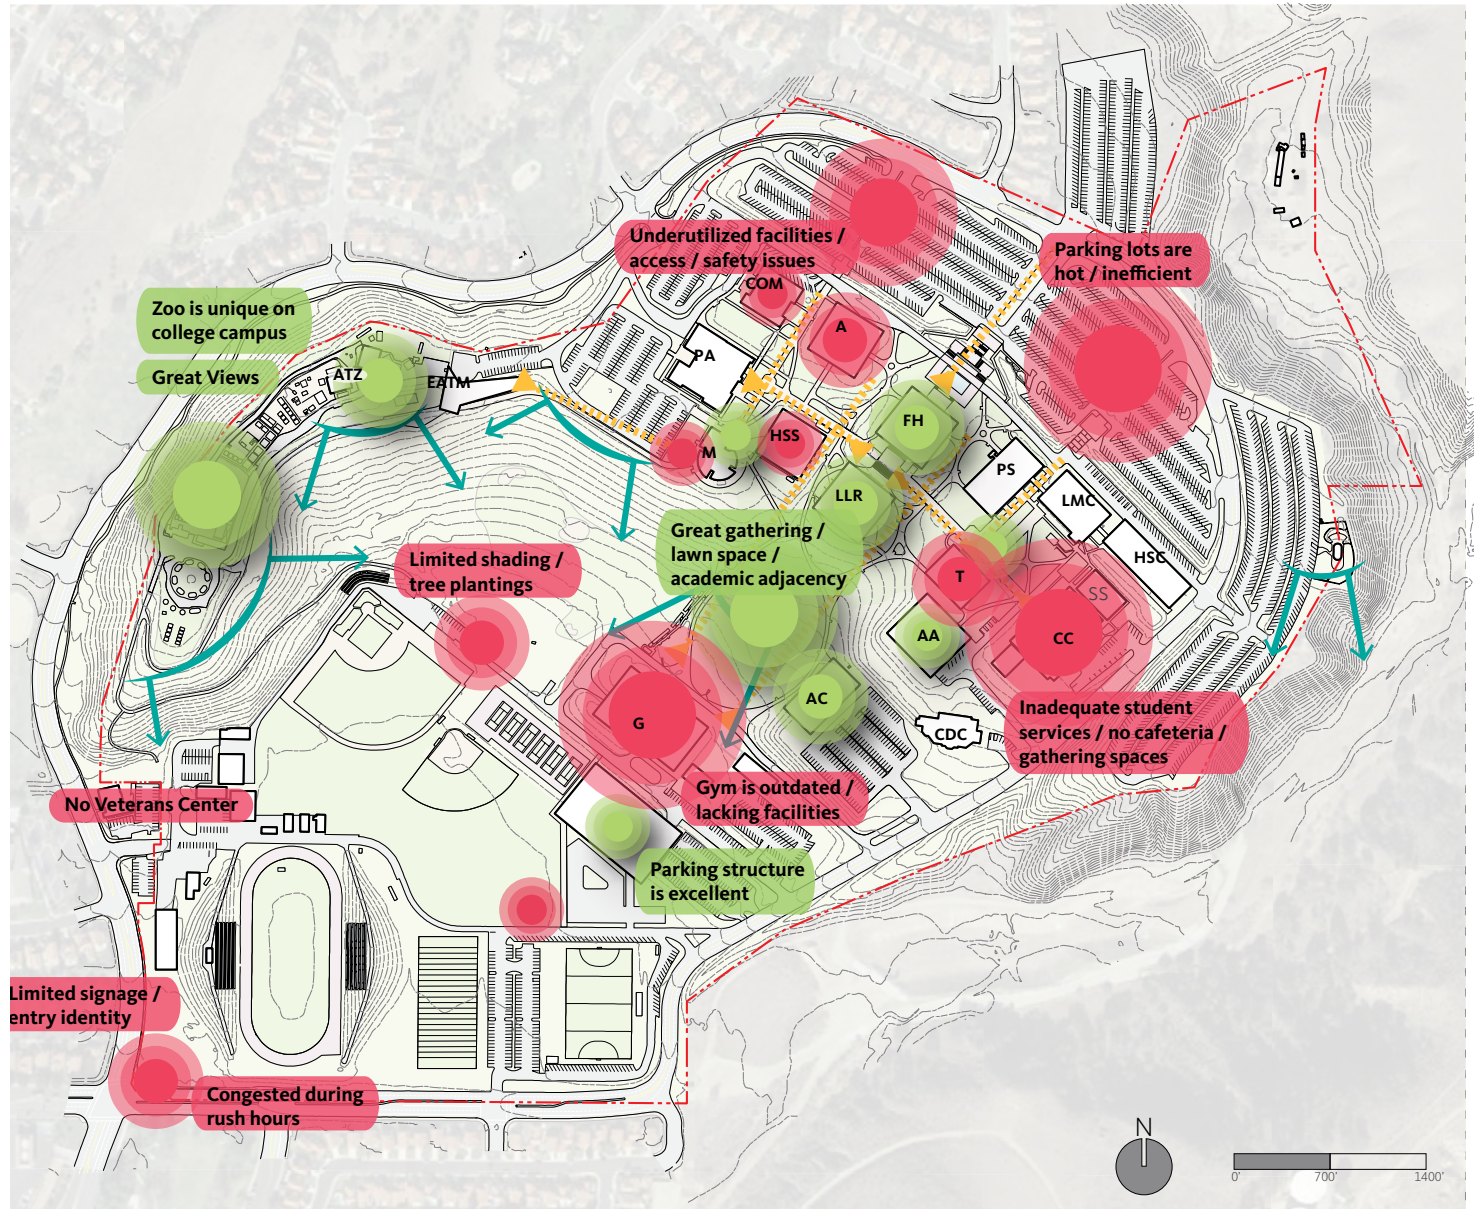 Underutilized facilities /
access / safety issues
Parking lots are
hot / inefficient
COM
Zoo is unique on
college campus
Great Views
A
PA
ATZ
EATM
FH
HSS
M
PS
LLR
LMC
Great gathering /
lawn space /
academic adjacency
HSC
Limited shading /
tree plantings
T
SS
AA
CC
AC
G
CDC
Inadequate student
services / no cafeteria /
gathering spaces
Gym is outdated /
lacking facilities
No Veterans Center
Parking structure
is excellent
Limited signage /
entry identity
Congested during
rush hours
N
0'
700'
1400'